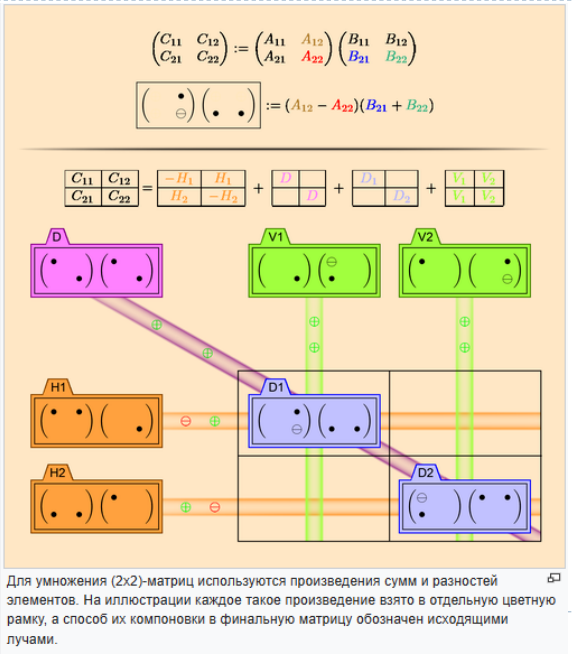 (C₁₁ C₁₂) := (A₁₁ A₁₂) (B₁₁ B₁₂)
(C₂₁ C₂₂) (A₂₁ A₂₂) (B₂₁ B₂₂)
( • ⊖ ) ( • • ) := (A₁₂ − A₂₂)(B₂₁ + B₂₂)
C₁₁ C₁₂ = −H₁ H₁ + D + D₁ + V₁ V₂
C₂₁ C₂₂ H₂ −H₂ D D₂ V₁ V₂
D V1 V2
⊖ ⊖
⊕ ⊕ ⊕
⊕ ⊕ ⊕
H1 D1
⊖ ⊕ ⊖
H2 D2
⊕ ⊖ ⊖
Для умножения (2x2)-матриц используются произведения сумм и разностей
элементов. На иллюстрации каждое такое произведение взято в отдельную цветную
рамку, а способ их компоновки в финальную матрицу обозначен исходящими
лучами.